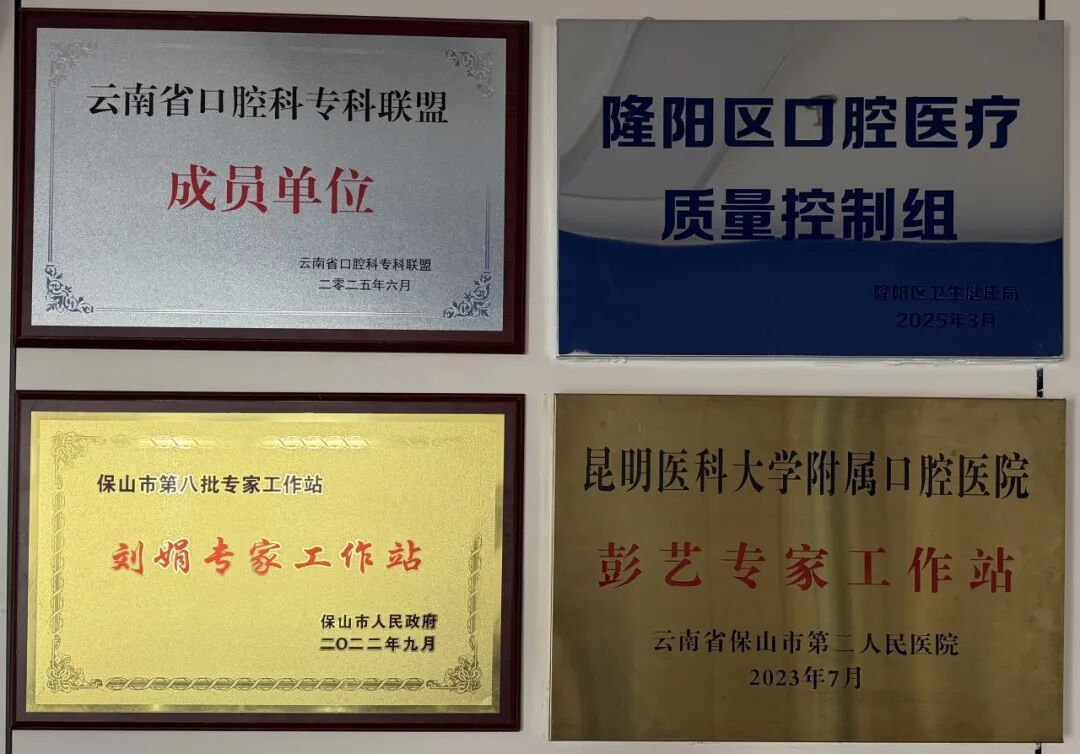 云南省口腔科专科联盟
成员单位
云南省口腔科专科联盟
二零二五年六月
隆阳区口腔医疗
质量控制组
隆阳区卫生健康局
2025年3月
保山市第八批专家工作站
刘娟专家工作站
保山市人民政府
二〇二二年九月
昆明医科大学附属口腔医院
彭艺专家工作站
云南省保山市第二人民医院
2023年7月